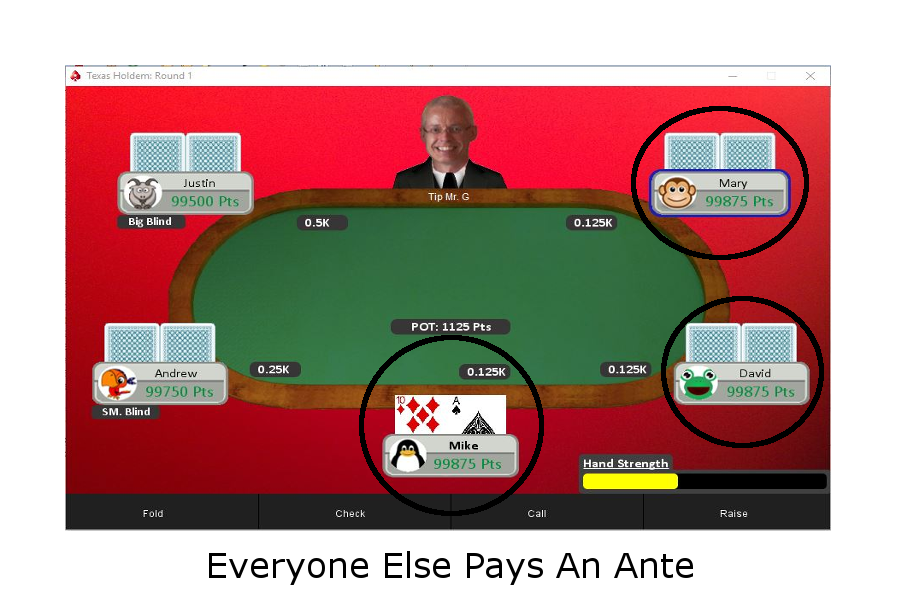 Texas Holdem: Round 1
Justin
99500 Pts
Big Blind
Tip Mr. G
Mary
99875 Pts
0.5K
0.125K
POT: 1125 Pts
Andrew
99750 Pts
SM. Blind
0.25K
0.125K
0.125K
David
99875 Pts
10
A
Mike
99875 Pts
Hand Strength
Fold
Check
Call
Raise
Everyone Else Pays An Ante